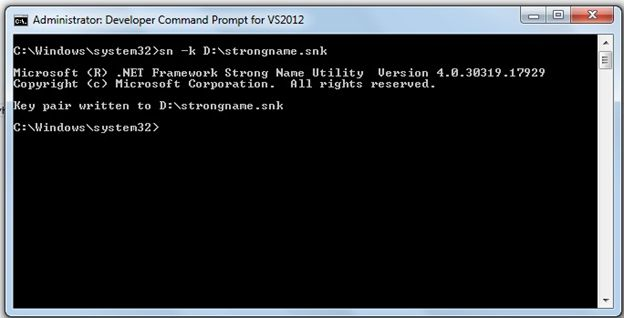 Administrator: Developer Command Prompt for VS2012
C:\Windows\system32>sn -k D:\strongname.snk
Microsoft (R) .NET Framework Strong Name Utility  Version 4.0.30319.17929
Copyright (c) Microsoft Corporation.  All rights reserved.
Key pair written to D:\strongname.snk
C:\Windows\system32>